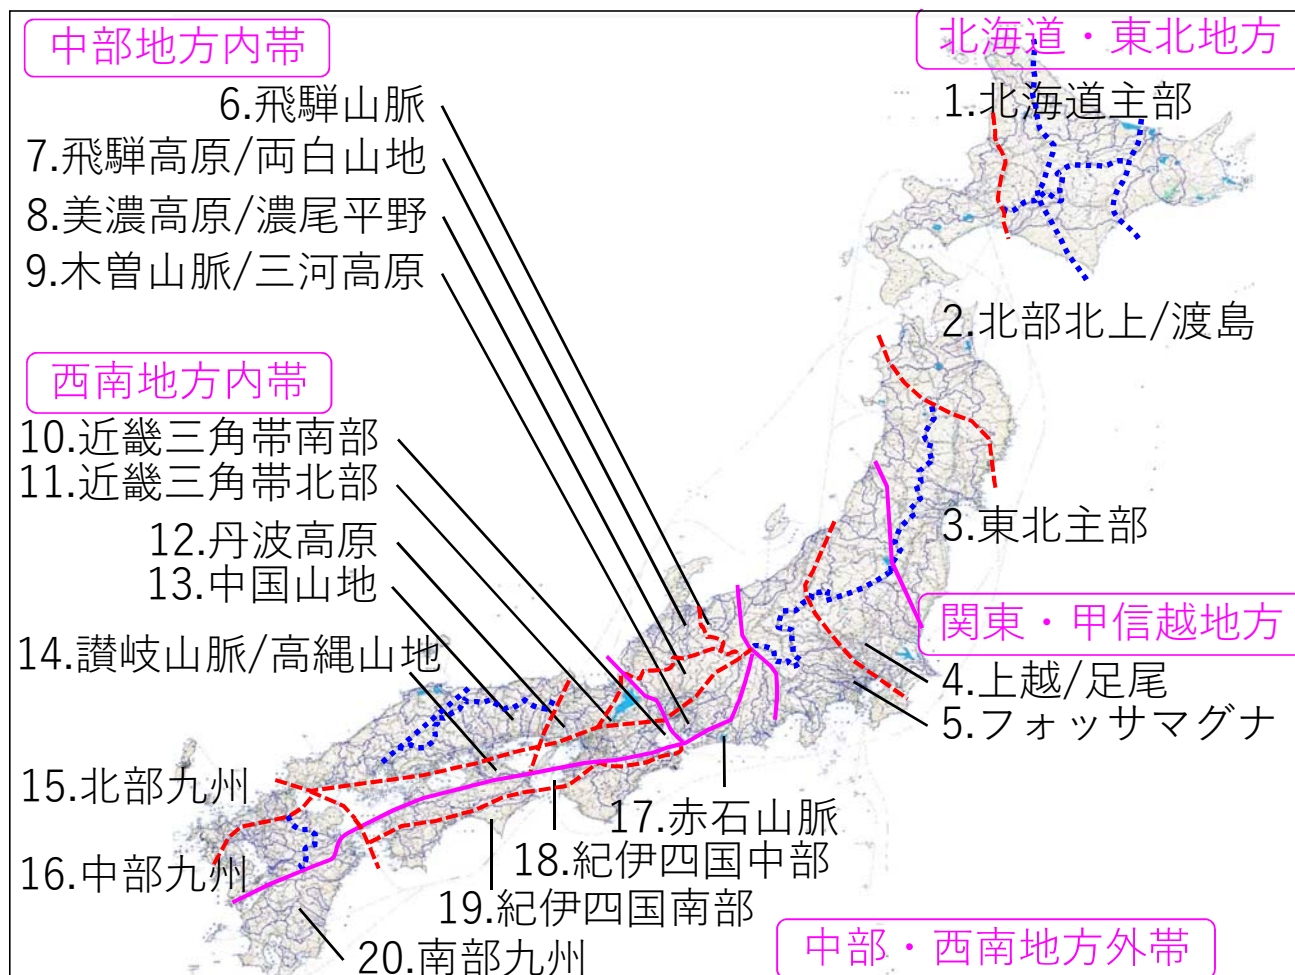 中部地方内帯
北海道・東北地方
6.飛騨山脈
1.北海道主部
7.飛騨高原/両白山地
8.美濃高原/濃尾平野
9.木曽山脈/三河高原
2.北部北上/渡島
西南地方内帯
10.近畿三角帯南部
11.近畿三角帯北部
12.丹波高原
3.東北主部
13.中国山地
関東・甲信越地方
14.讃岐山脈/高縄山地
4.上越/足尾
5.フォッサマグナ
15.北部九州
17.赤石山脈
16.中部九州
18.紀伊四国中部
19.紀伊四国南部
20.南部九州
中部・西南地方外帯